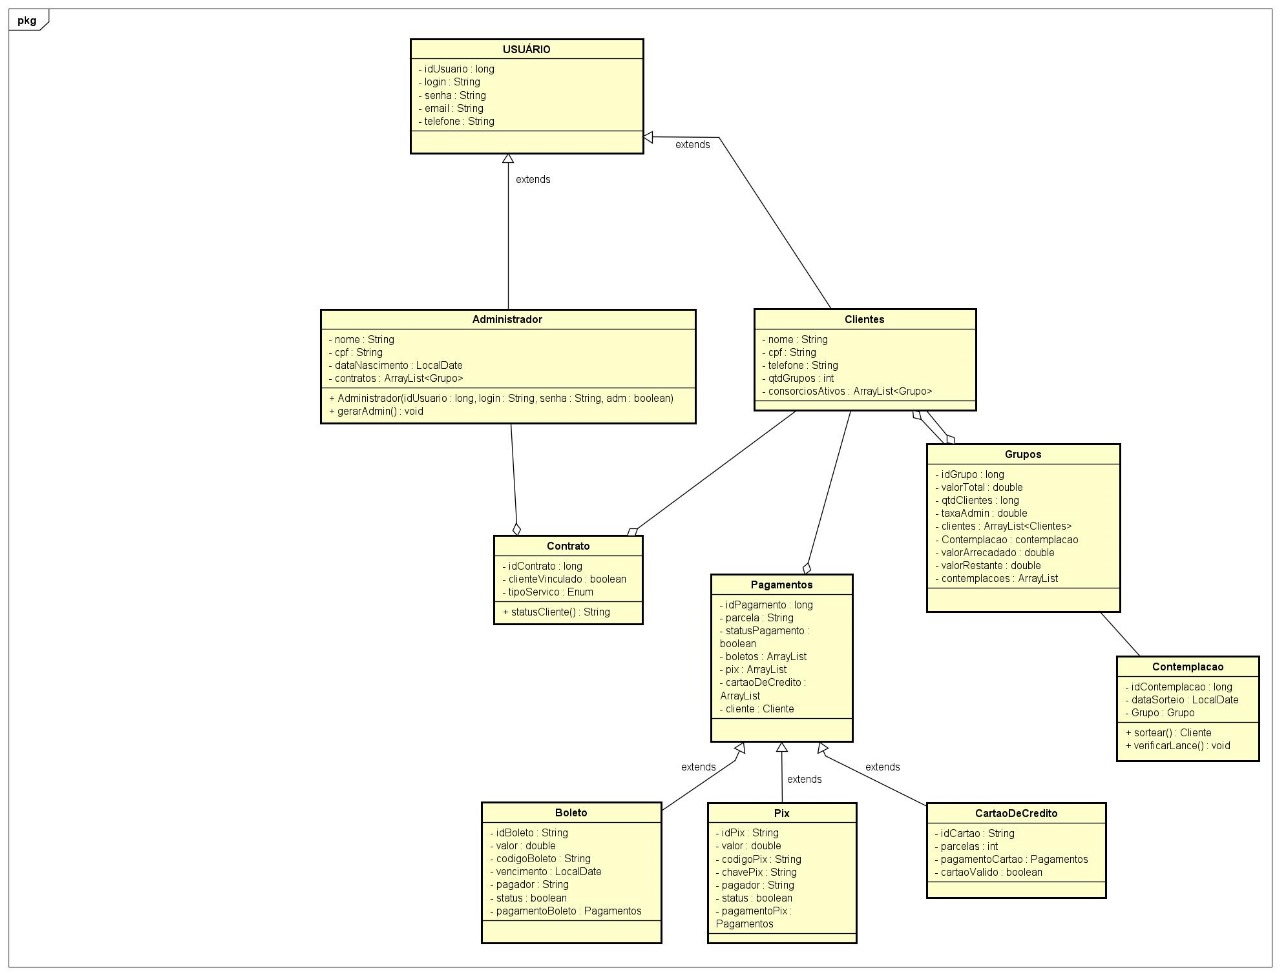 pkg
USUÁRIO
- idUsuario : long
- login : String
- senha : String
- email : String
- telefone : String
extends
extends
Administrador
- nome : String
- cpf : String
- dataNascimento : LocalDate
- contratos : ArrayList<Grupo>
+ Administrador(idUsuario : long, login : String, senha : String, adm : boolean)
+ gerarAdmin() : void
Clientes
- nome : String
- cpf : String
- telefone : String
- qtdGrupos : int
- consorciosAtivos : ArrayList<Grupo>
Grupos
- idGrupo : long
- valorTotal : double
- qtdClientes : long
- taxaAdmin : double
- clientes : ArrayList<Clientes>
- Contemplacao : contemplacao
- valorArrecadado : double
- valorRestante : double
- contemplacoes : ArrayList
Contrato
- idContrato : long
- clienteVinculado : boolean
- tipoServico : Enum
+ statusCliente() : String
Pagamentos
- idPagamento : long
- parcela : String
- statusPagamento :
boolean
- boletos : ArrayList
- pix : ArrayList
- cartaoDeCredito :
ArrayList
- cliente : Cliente
Contemplacao
- idContemplacao : long
- dataSorteio : LocalDate
- Grupo : Grupo
+ sortear() : Cliente
+ verificarLance() : void
extends
extends
extends
Boleto
- idBoleto : String
- valor : double
- codigoBoleto : String
- vencimento : LocalDate
- pagador : String
- status : boolean
- pagamentoBoleto : Pagamentos
Pix
- idPix : String
- valor : double
- codigoPix : String
- chavePix : String
- pagador : String
- status : boolean
- pagamentoPix :
Pagamentos
CartaoDeCredito
- idCartao : String
- parcelas : int
- pagamentoCartao : Pagamentos
- cartaoValido : boolean